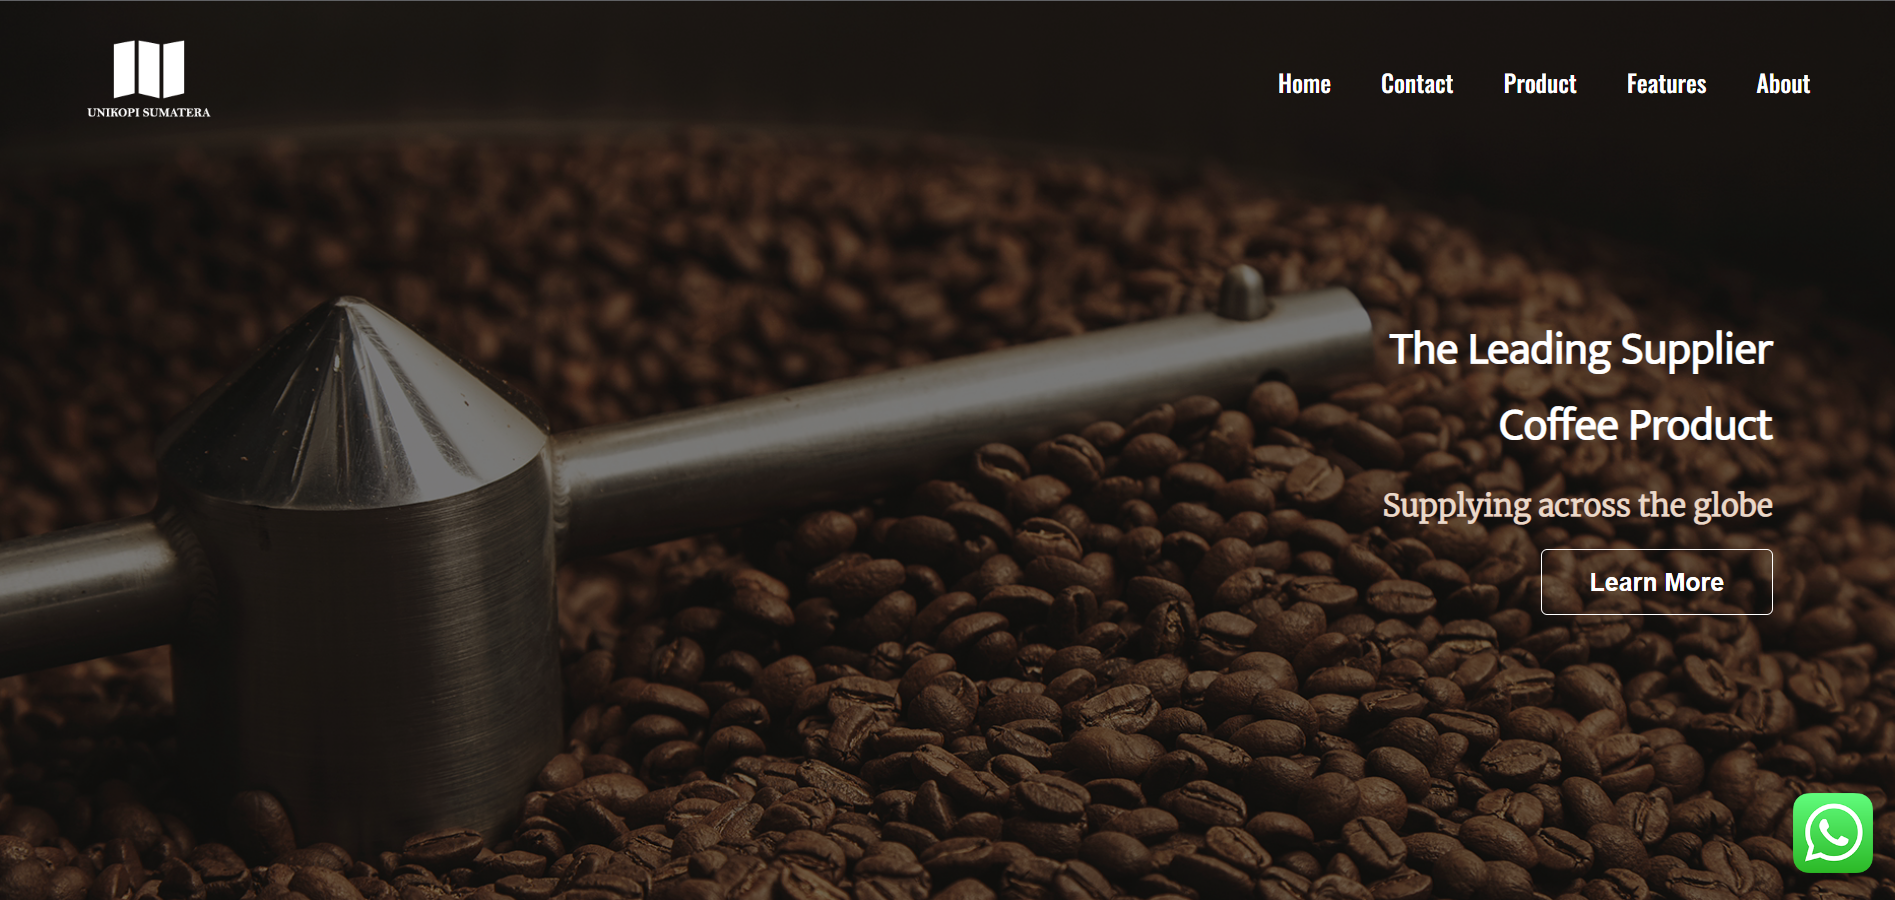 UNIKOPI SUMATERA
Home Contact Product Features About
The Leading Supplier
Coffee Product
Supplying across the globe
Learn More